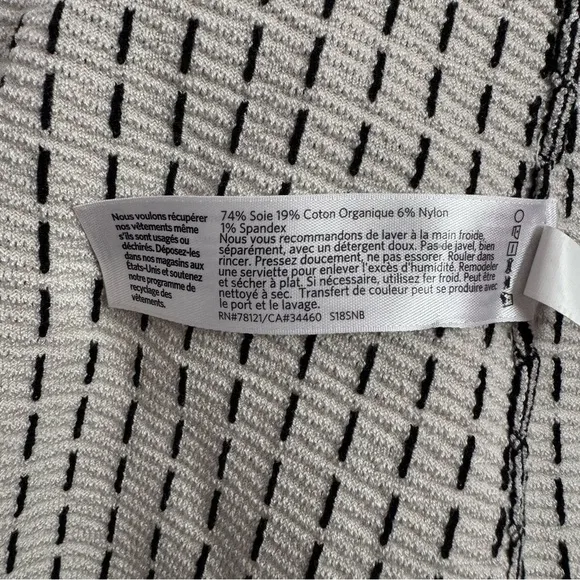 Nous voulons récupérer
nos vêtements même
s'ils sont usagés ou
déchirés. Déposez-les
dans nos magasins aux
États-Unis et soutenez
notre programme de
recyclage des
vêtements.
74% Soie 19% Coton Organique 6% Nylon
1% Spandex
Nous vous recommandons de laver à la main froide,
séparément, avec un détergent doux. Pas de javel, bien
rincer. Pressez doucement, ne pas essorer. Rouler dans
une serviette pour enlever l'excès d'humidité. Remodeler
et sécher à plat. Si nécessaire, utilisez fer froid. Peut être
nettoyé à sec. Transfert de couleur peut se produire avec
le port et le lavage.
RN#78121/CA#34460 S18SNB